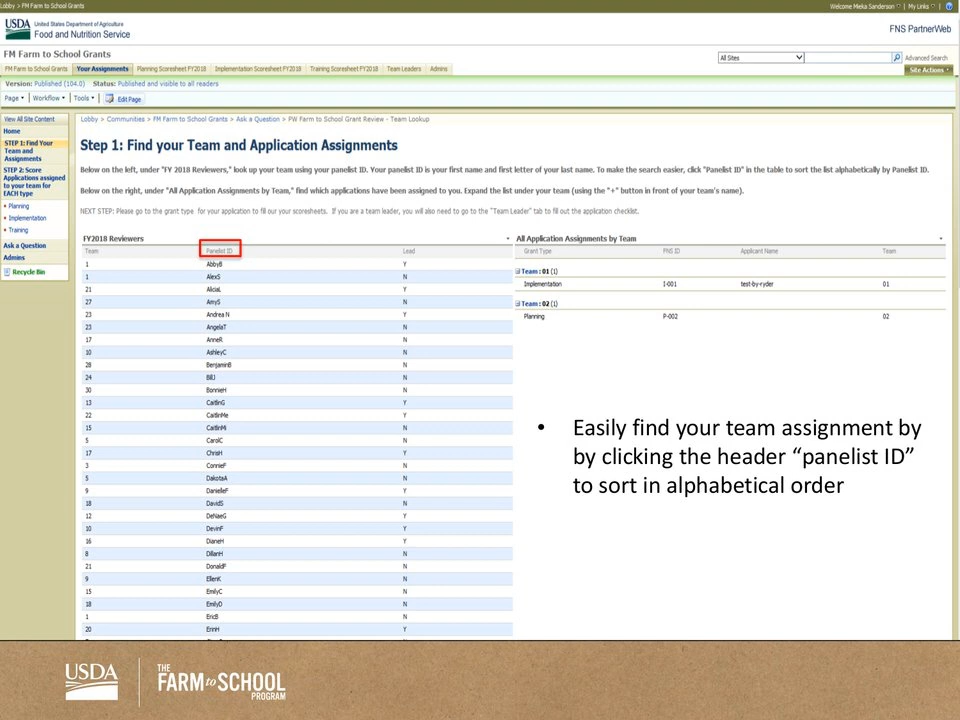 Lobby > FM Farm to School Grants
Welcome Mieka Sanderson | My Links |
USDA United States Department of Agriculture
Food and Nutrition Service
FNS PartnerWeb
FM Farm to School Grants
All Sites
Advanced Search
FM Farm to School Grants Your Assignments Planning Scoresheet FY2018 Implementation Scoresheet FY2018 Training Scoresheet FY2018 Team Leaders Admins
Site Actions
Version: Published (104.0) Status: Published and visible to all readers
Page Workflow Tools Edit Page
View All Site Content
Home
STEP 1: Find Your
Team and
Assignments
STEP 2: Score
Applications assigned
to your team for
EACH type
Planning
Implementation
Training
Ask a Question
Admins
Recycle Bin
Lobby > Communities > FM Farm to School Grants > Ask a Question > PW Farm to School Grant Review - Team Lookup
Step 1: Find your Team and Application Assignments
Below on the left, under "FY 2018 Reviewers," look up your team using your panelist ID. Your panelist ID is your first name and first letter of your last name. To make the search easier, click "Panelist ID" in the table to sort the list alphabetically by Panelist ID.
Below on the right, under "All Application Assignments by Team," find which applications have been assigned to you. Expand the list under your team (using the "+" button in front of your team's name).
NEXT STEP: Please go to the grant type for your application to fill out your scoresheets. If you are a team leader, you will also need to go to the "Team Leader" tab to fill out the application checklist.
FY2018 Reviewers
Team Panelist ID Lead
1 AbbyB Y
1 AlexS N
21 AliciaL Y
27 AmyS N
23 Andrea N Y
23 AngelaT N
17 AnneR N
10 AshleyC N
28 BenjaminB N
24 BillJ N
30 BonnieH N
13 CaitlinG Y
22 CaitlinMe Y
15 CaitlinMi N
5 CarolC N
17 ChrisH Y
3 ConnieF N
5 DakotaA N
9 DanielleF Y
18 DavidS N
12 DeNaeG Y
10 DevinF Y
16 DianeH Y
8 DillanH N
21 DonaldF N
9 EllenK N
15 EmilyC N
18 EmilyD N
1 EricB N
20 ErinH Y
All Application Assignments by Team
Grant Type FNS ID Applicant Name Team
Team : 01 (1)
Implementation I-001 test-by-ryder 01
Team : 02 (1)
Planning P-002 02
• Easily find your team assignment by
by clicking the header “panelist ID”
to sort in alphabetical order
USDA
THE
FARM to SCHOOL
PROGRAM